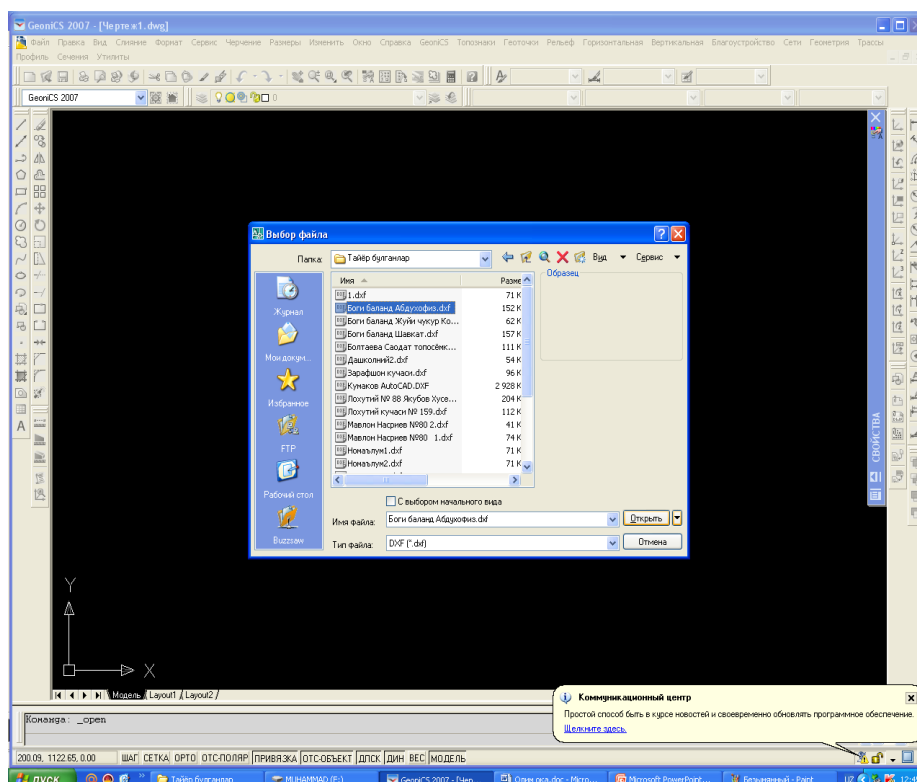 GeoniCS 2007 - [Чертеж1.dwg]
Файл Правка Вид Слияние Формат Сервис Черчение Размеры Изменить Окно Справка GeoniCS Топознаки Геоточки Рельеф Горизонтальная Вертикальная Благоустройство Сети Геометрия Трассы
Профиль Сечения Утилиты
GeoniCS 2007
0
Выбор файла
Папка: Тайёр булганлар Вид Сервис
Имя Разме Образец
1.dxf 71 К
Боги баланд Абдухофиз.dxf 152 К
Боги баланд Жуйи чукур Ко... 62 К
Боги баланд Шавкат.dxf 157 К
Болтаева Саодат топосёмк... 111 К
Дашколний2.dxf 54 К
Зарафшон кучаси.dxf 96 К
Кумаков AutoCAD.DXF 2 928 К
Лохутий № 88 Якубов Хусе... 204 К
Лохутий кучаси № 159.dxf 112 К
Мавлон Насриев №80 2.dxf 41 К
Мавлон Насриев №80 1.dxf 74 К
Номаълум1.dxf 71 К
Номаълум2.dxf 71 К
Журнал
Мои докум...
Избранное
FTP
Рабочий стол
Buzzsaw
С выбором начального вида
Имя файла: Боги баланд Абдухофиз.dxf Открыть
Тип файла: DXF (*.dxf) Отмена
СВОЙСТВА
Y
X
Модель Layout1 Layout2
Коммуникационный центр
Простой способ быть в курсе новостей и своевременно обновлять программное обеспечение.
Щелкните здесь.
Команда: _open
200.09, 1122.65, 0.00 ШАГ СЕТКА ОРТО ОТС-ПОЛЯР ПРИВЯЗКА ОТС-ОБЪЕКТ ДПСК ДИН ВЕС МОДЕЛЬ
пуск Тайёр булганлар MUHAMMAD (E:) GeoniCS 2007 - [Чер... Олим ока.doc - Micro... Microsoft PowerPoint... Безымянный - Paint UZ